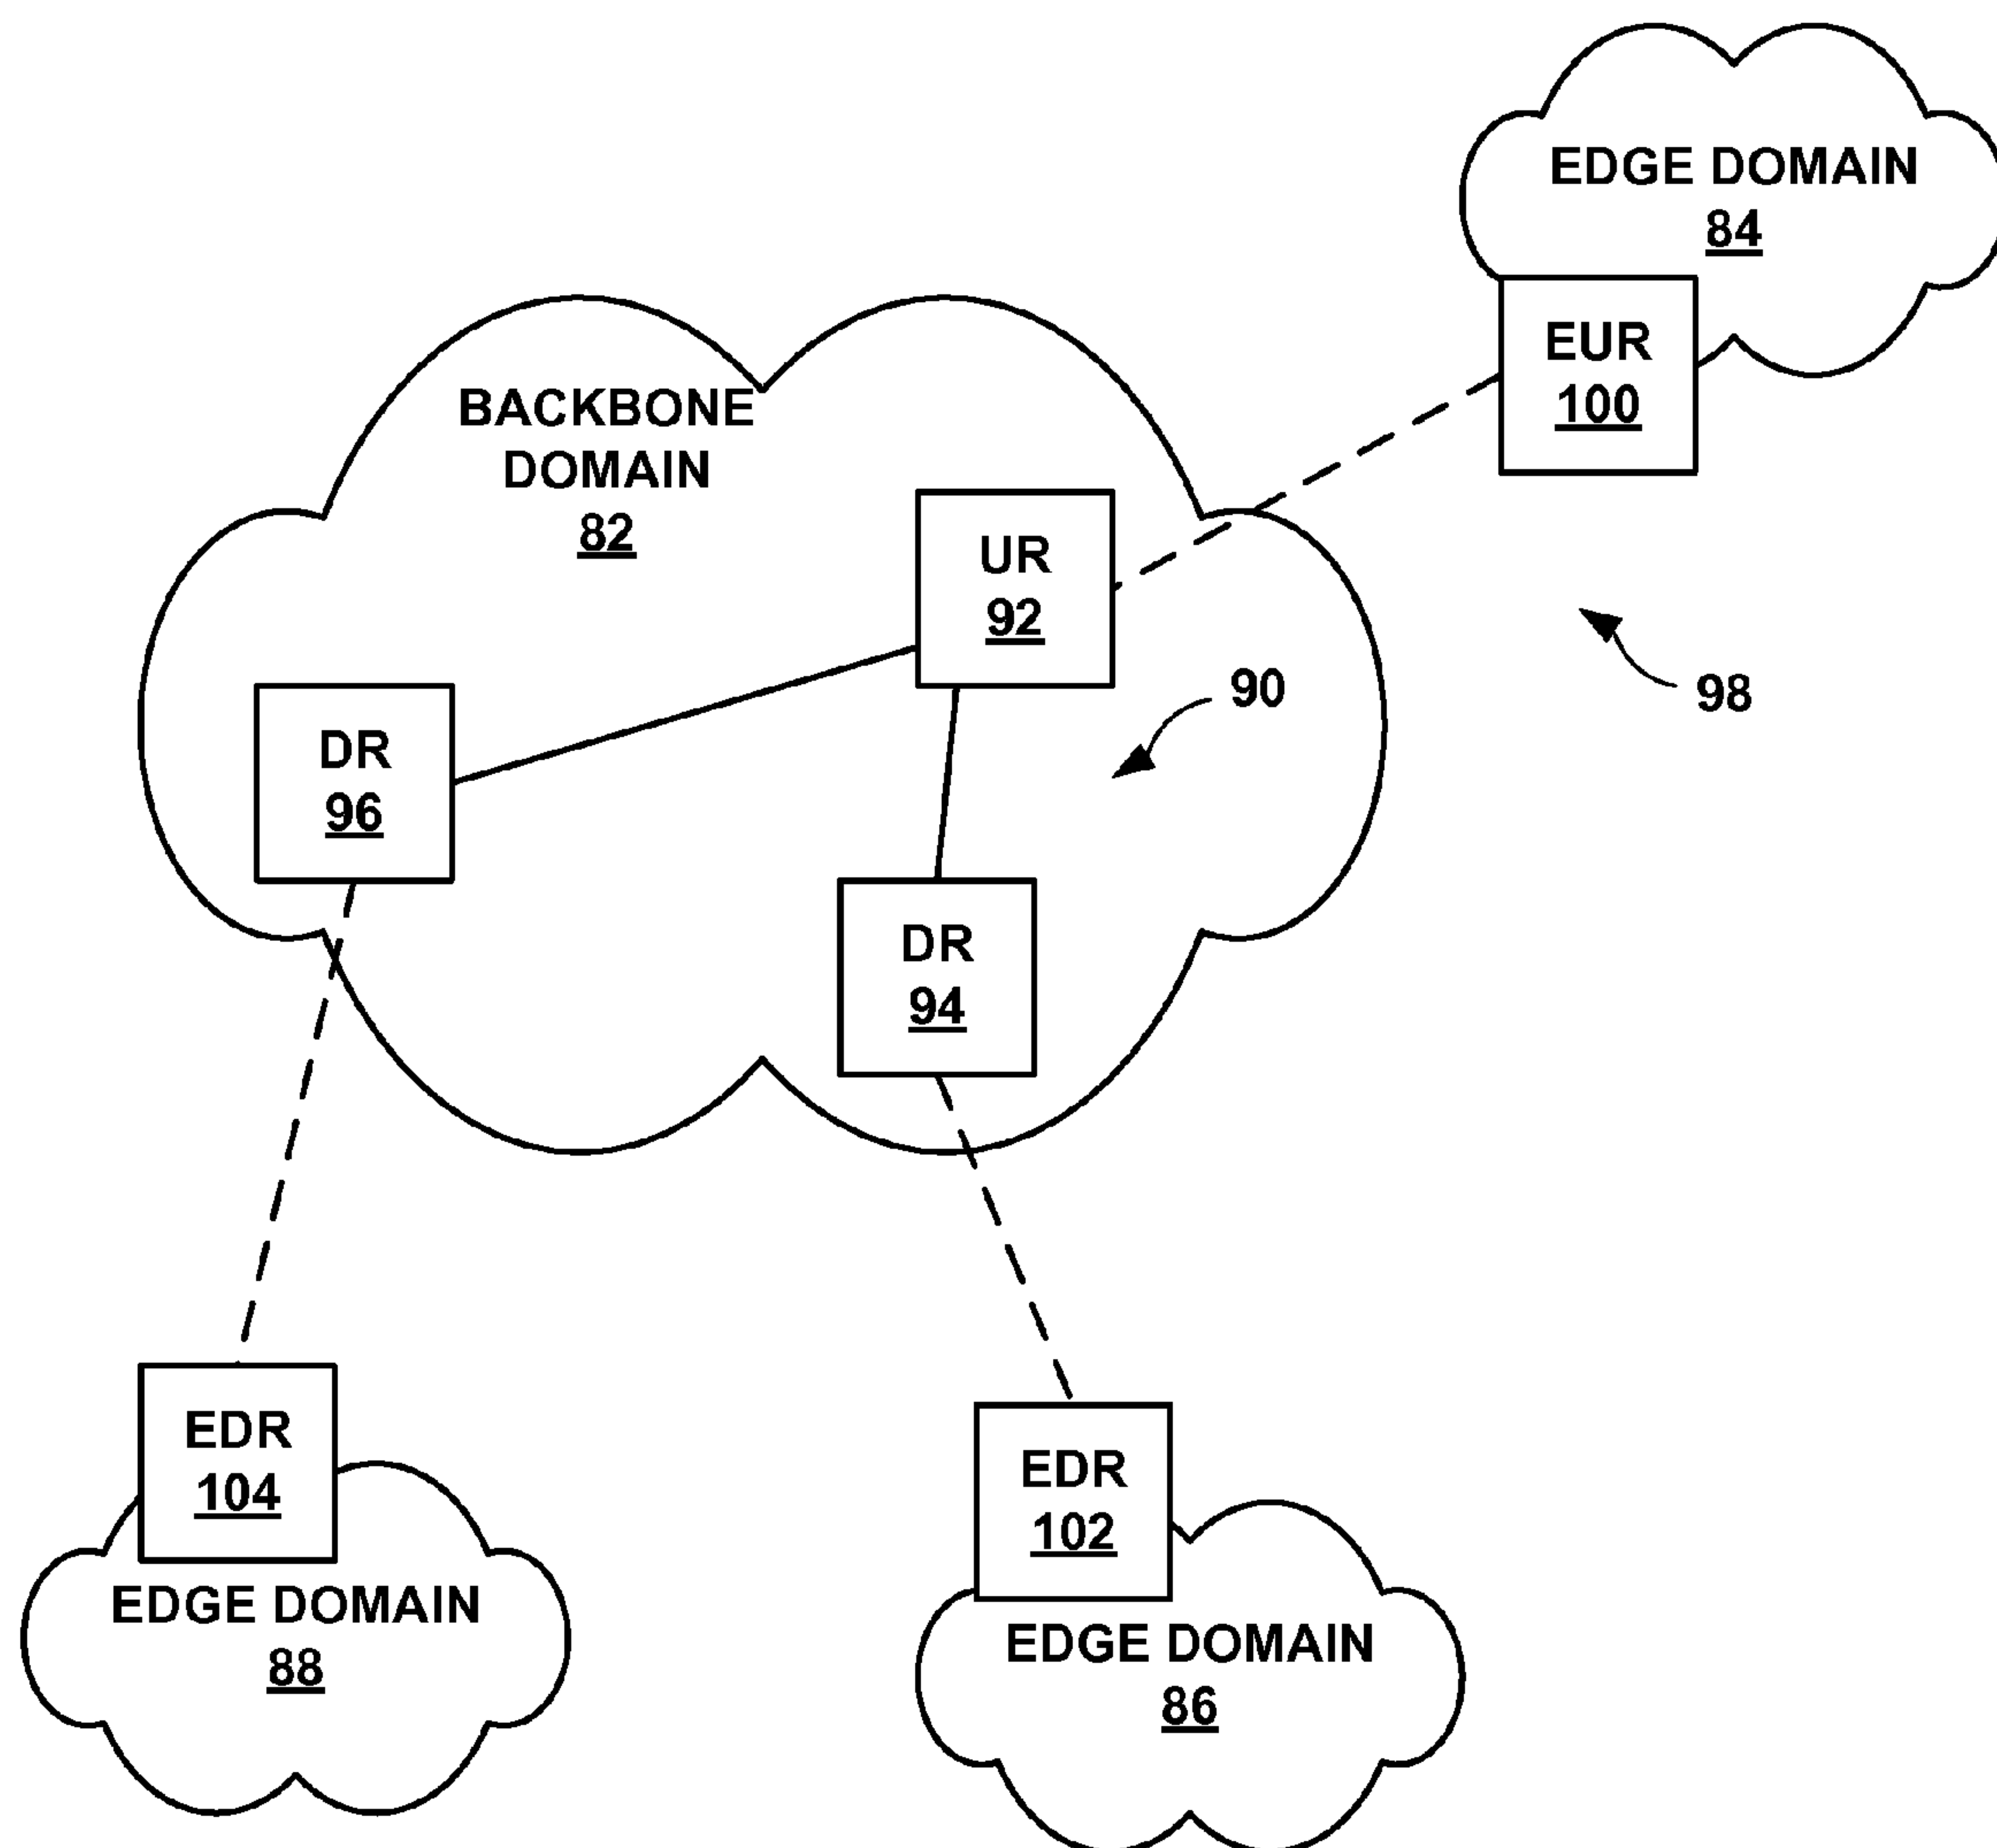 EDGE DOMAIN
84
EUR
100
BACKBONE
DOMAIN
82
UR
92
90
98
DR
96
DR
94
EDR
104
EDGE DOMAIN
88
EDR
102
EDGE DOMAIN
86